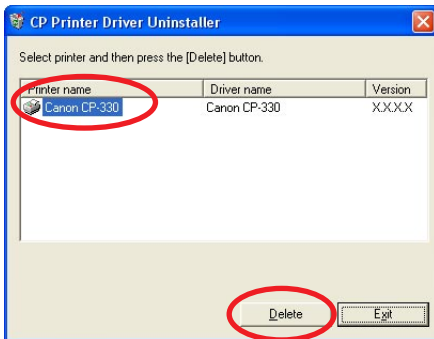 CP Printer Driver Uninstaller
Select printer and then press the [Delete] button.
Printer name Driver name Version
Canon CP-330 Canon CP-330 X.X.X.X
Delete Exit